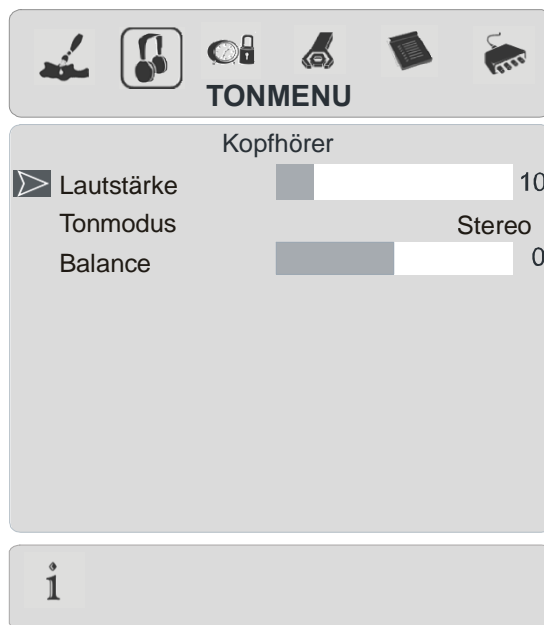 TONMENU
Kopfhörer
Lautstärke 10
Tonmodus Stereo
Balance 0
i